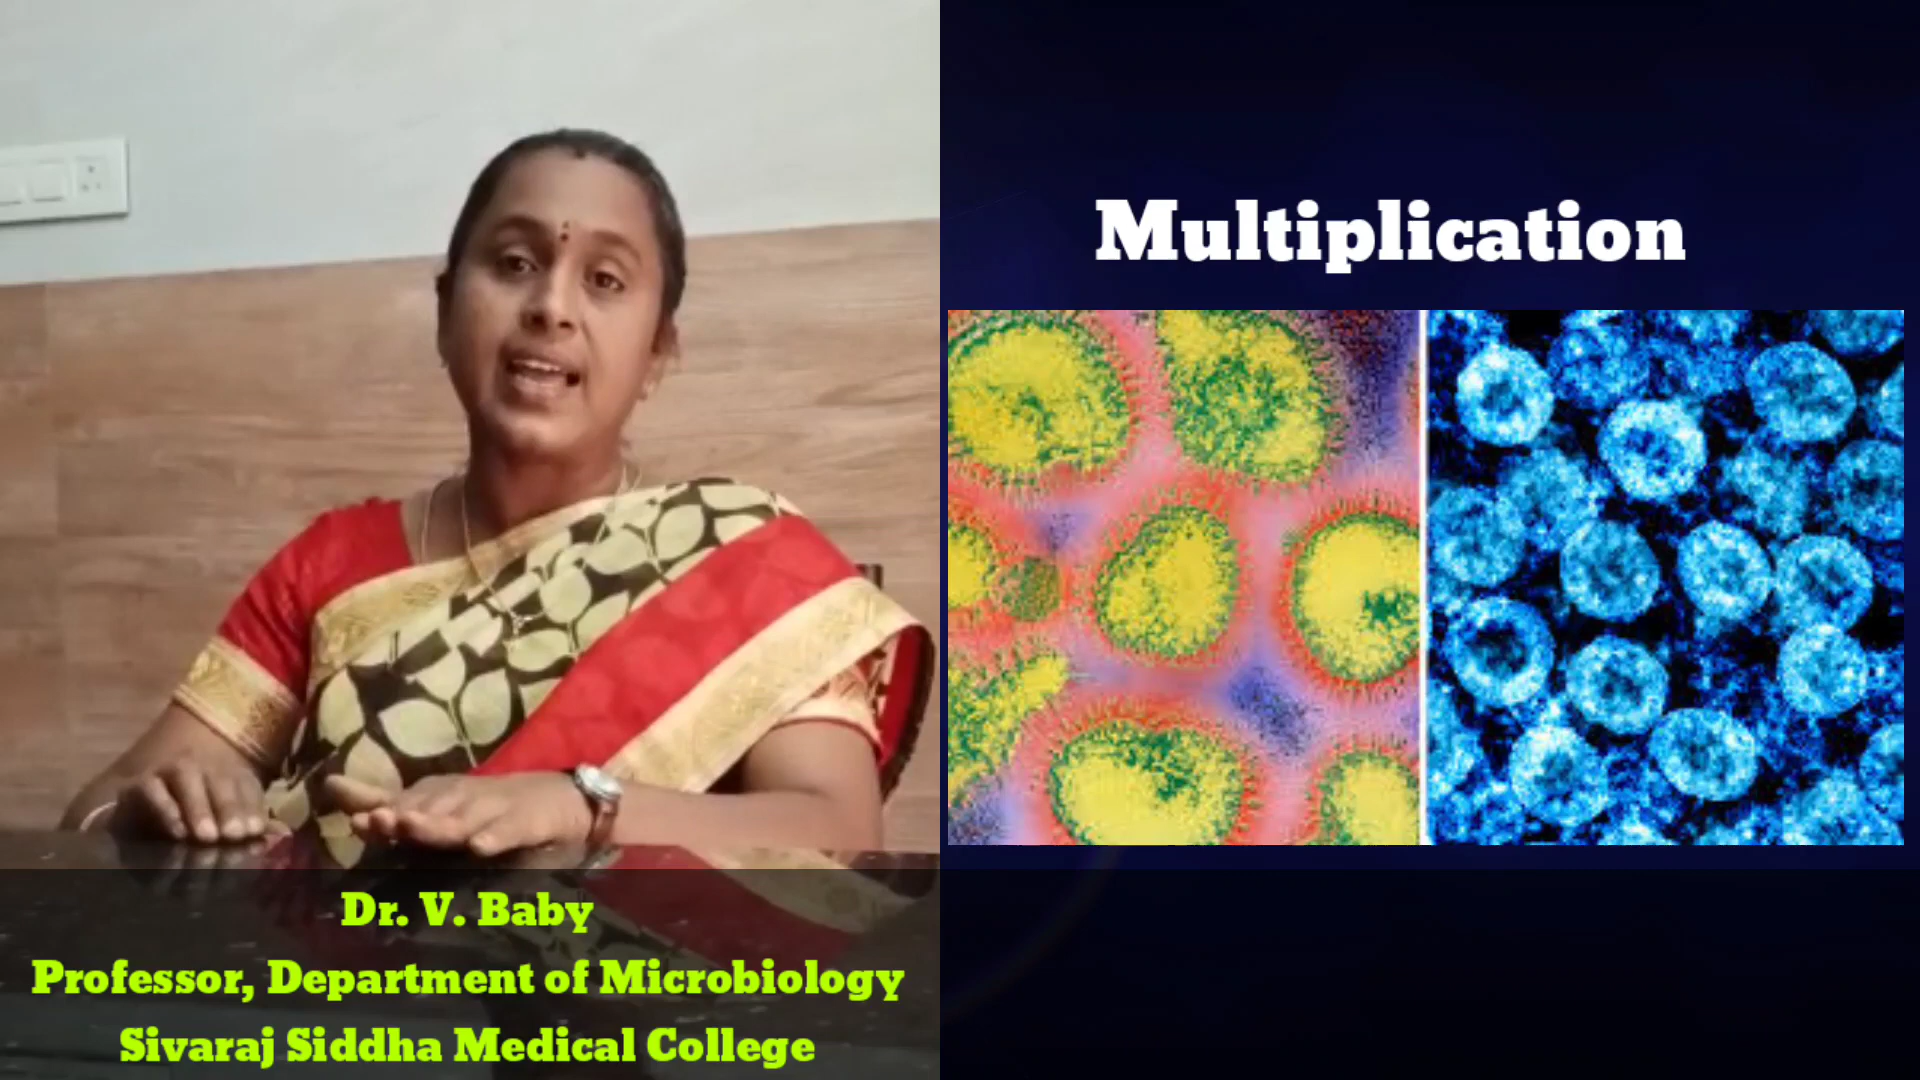 Multiplication
Dr. V. Baby
Professor, Department of Microbiology
Sivaraj Siddha Medical College